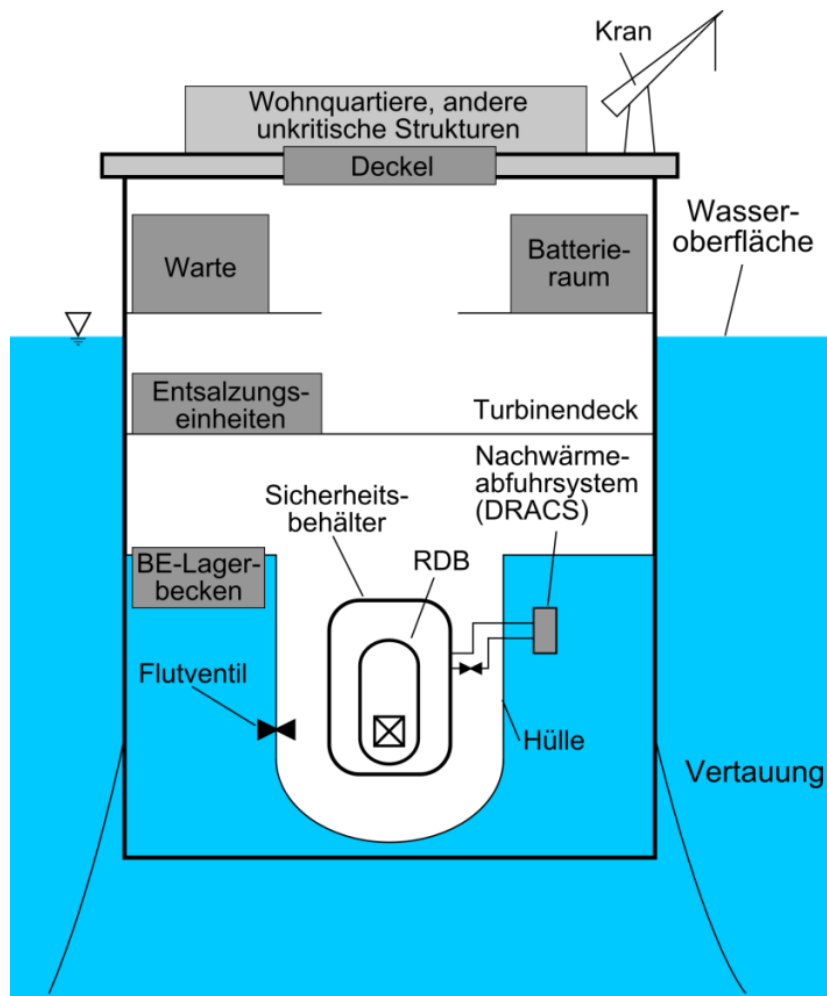 Kran
Wohnquartiere, andere
unkritische Strukturen
Deckel
Wasser-
oberfläche
Warte
Batterie-
raum
Entsalzungs-
einheiten
Turbinendeck
Nachwärme-
abfuhrsystem
(DRACS)
Sicherheits-
behälter
RDB
BE-Lager-
becken
Flutventil
Hülle
Vertauung